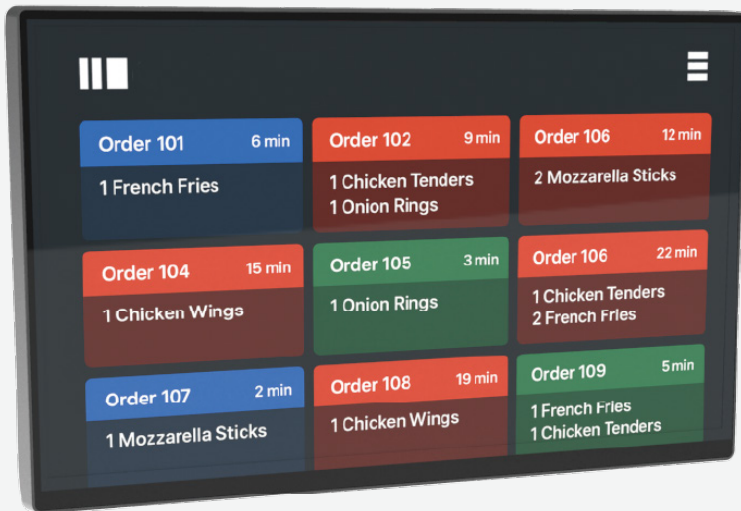 Order 101 6 min
1 French Fries
Order 102 9 min
1 Chicken Tenders
1 Onion Rings
Order 106 12 min
2 Mozzarella Sticks
Order 104 15 min
1 Chicken Wings
Order 105 3 min
1 Onion Rings
Order 106 22 min
1 Chicken Tenders
2 French Fries
Order 107 2 min
1 Mozzarella Sticks
Order 108 19 min
1 Chicken Wings
Order 109 5 min
1 French Fries
1 Chicken Tenders